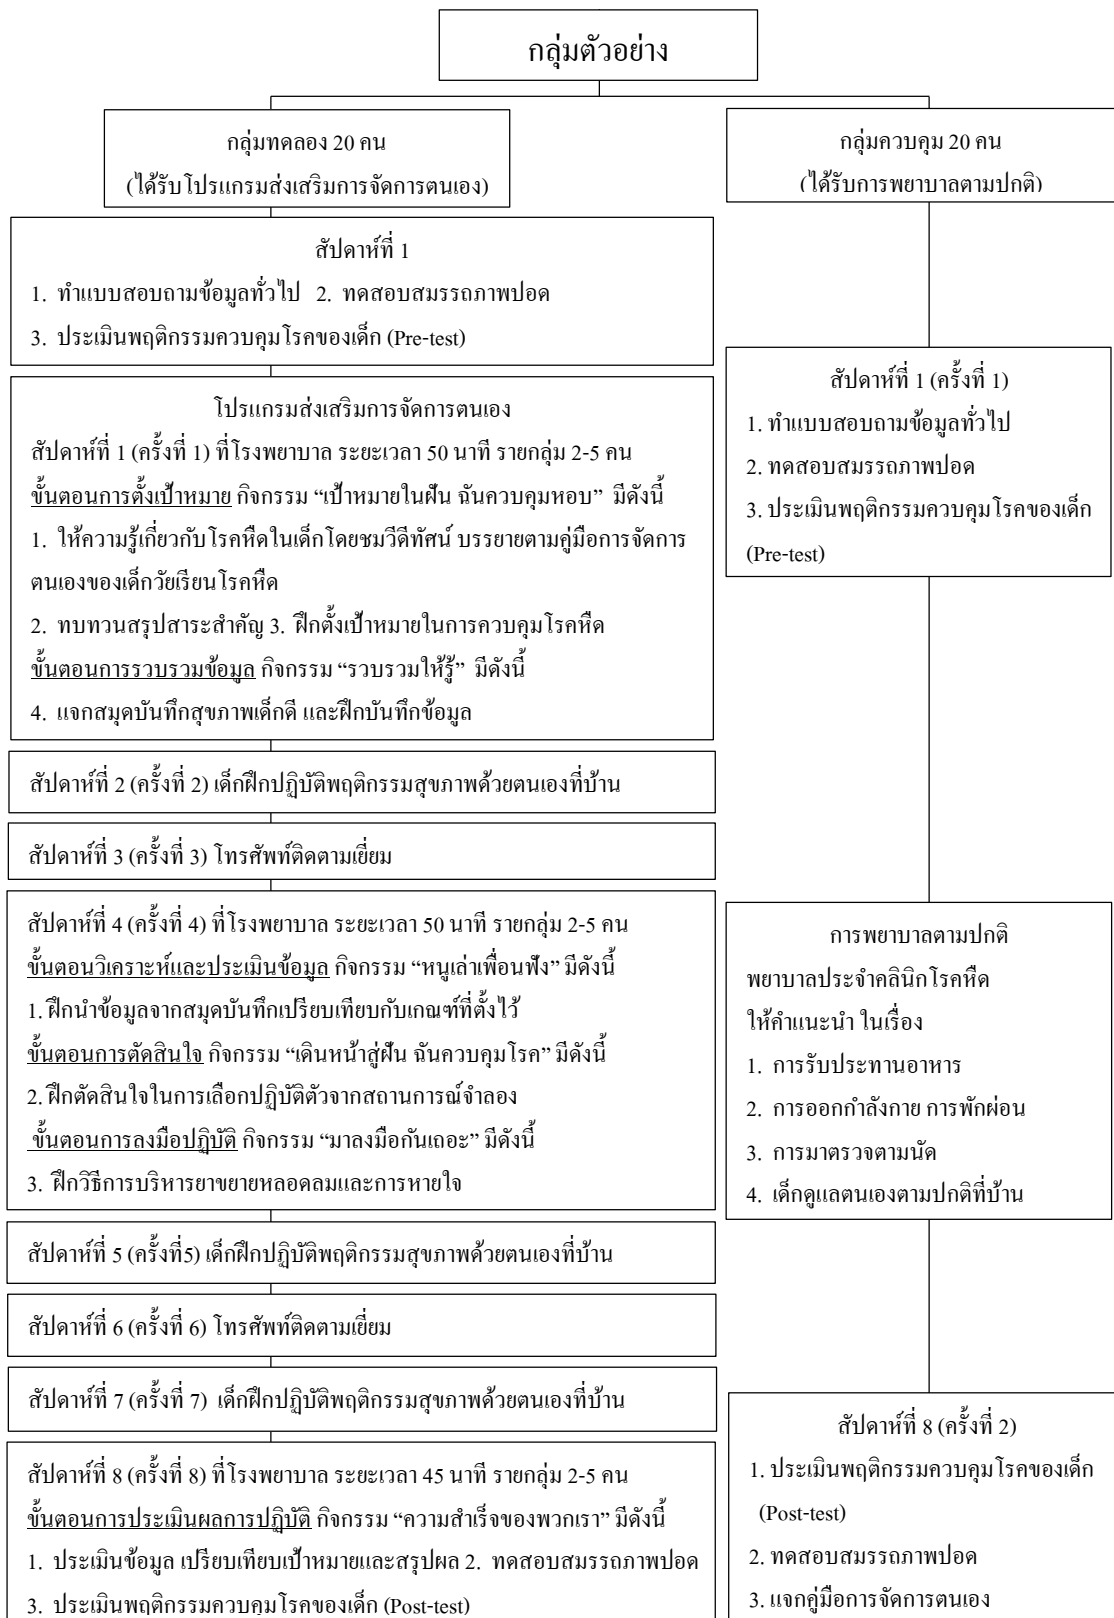 กลุ่มตัวอย่าง
กลุ่มทดลอง 20 คน
(ได้รับโปรแกรมส่งเสริมการจัดการตนเอง)
กลุ่มควบคุม 20 คน
(ได้รับการพยาบาลตามปกติ)
สัปดาห์ที่ 1
1. ทำแบบสอบถามข้อมูลทั่วไป 2. ทดสอบสมรรถภาพปอด
3. ประเมินพฤติกรรมควบคุมโรคของเด็ก (Pre-test)
โปรแกรมส่งเสริมการจัดการตนเอง
สัปดาห์ที่ 1 (ครั้งที่ 1) ที่โรงพยาบาล ระยะเวลา 50 นาที รายกลุ่ม 2-5 คน
ขั้นตอนการตั้งเป้าหมาย กิจกรรม “เป้าหมายในฝัน ฉันควบคุมหอบ” มีดังนี้
1. ให้ความรู้เกี่ยวกับโรคหืดในเด็กโดยชมวีดีทัศน์ บรรยายตามคู่มือการจัดการ
ตนเองของเด็กวัยเรียนโรคหืด
2. ทบทวนสรุปสาระสำคัญ 3. ฝึกตั้งเป้าหมายในการควบคุมโรคหืด
ขั้นตอนการรวบรวมข้อมูล กิจกรรม “รวบรวมให้รู้” มีดังนี้
4. แจกสมุดบันทึกสุขภาพเด็กดี และฝึกบันทึกข้อมูล
สัปดาห์ที่ 2 (ครั้งที่ 2) เด็กฝึกปฏิบัติพฤติกรรมสุขภาพด้วยตนเองที่บ้าน
สัปดาห์ที่ 3 (ครั้งที่ 3) โทรศัพท์ติดตามเยี่ยม
สัปดาห์ที่ 4 (ครั้งที่ 4) ที่โรงพยาบาล ระยะเวลา 50 นาที รายกลุ่ม 2-5 คน
ขั้นตอนวิเคราะห์และประเมินข้อมูล กิจกรรม “หนูเล่าเพื่อนฟัง” มีดังนี้
1. ฝึกนำข้อมูลจากสมุดบันทึกเปรียบเทียบกับเกณฑ์ที่ตั้งไว้
ขั้นตอนการตัดสินใจ กิจกรรม “เดินหน้าสู่ฝัน ฉันควบคุมโรค” มีดังนี้
2. ฝึกตัดสินใจในการเลือกปฏิบัติตัวจากสถานการณ์จำลอง
ขั้นตอนการลงมือปฏิบัติ กิจกรรม “มาลงมือกันเถอะ” มีดังนี้
3. ฝึกวิธีการบริหารยาขยายหลอดลมและการหายใจ
สัปดาห์ที่ 5 (ครั้งที่5) เด็กฝึกปฏิบัติพฤติกรรมสุขภาพด้วยตนเองที่บ้าน
สัปดาห์ที่ 6 (ครั้งที่ 6) โทรศัพท์ติดตามเยี่ยม
สัปดาห์ที่ 7 (ครั้งที่ 7) เด็กฝึกปฏิบัติพฤติกรรมสุขภาพด้วยตนเองที่บ้าน
สัปดาห์ที่ 8 (ครั้งที่ 8) ที่โรงพยาบาล ระยะเวลา 45 นาที รายกลุ่ม 2-5 คน
ขั้นตอนการประเมินผลการปฏิบัติ กิจกรรม “ความสำเร็จของพวกเรา” มีดังนี้
1. ประเมินข้อมูล เปรียบเทียบเป้าหมายและสรุปผล 2. ทดสอบสมรรถภาพปอด
3. ประเมินพฤติกรรมควบคุมโรคของเด็ก (Post-test)
สัปดาห์ที่ 1 (ครั้งที่ 1)
1. ทำแบบสอบถามข้อมูลทั่วไป
2. ทดสอบสมรรถภาพปอด
3. ประเมินพฤติกรรมควบคุมโรคของเด็ก
(Pre-test)
การพยาบาลตามปกติ
พยาบาลประจำคลินิกโรคหืด
ให้คำแนะนำ ในเรื่อง
1. การรับประทานอาหาร
2. การออกกำลังกาย การพักผ่อน
3. การมาตรวจตามนัด
4. เด็กดูแลตนเองตามปกติที่บ้าน
สัปดาห์ที่ 8 (ครั้งที่ 2)
1. ประเมินพฤติกรรมควบคุมโรคของเด็ก
(Post-test)
2. ทดสอบสมรรถภาพปอด
3. แจกคู่มือการจัดการตนเอง